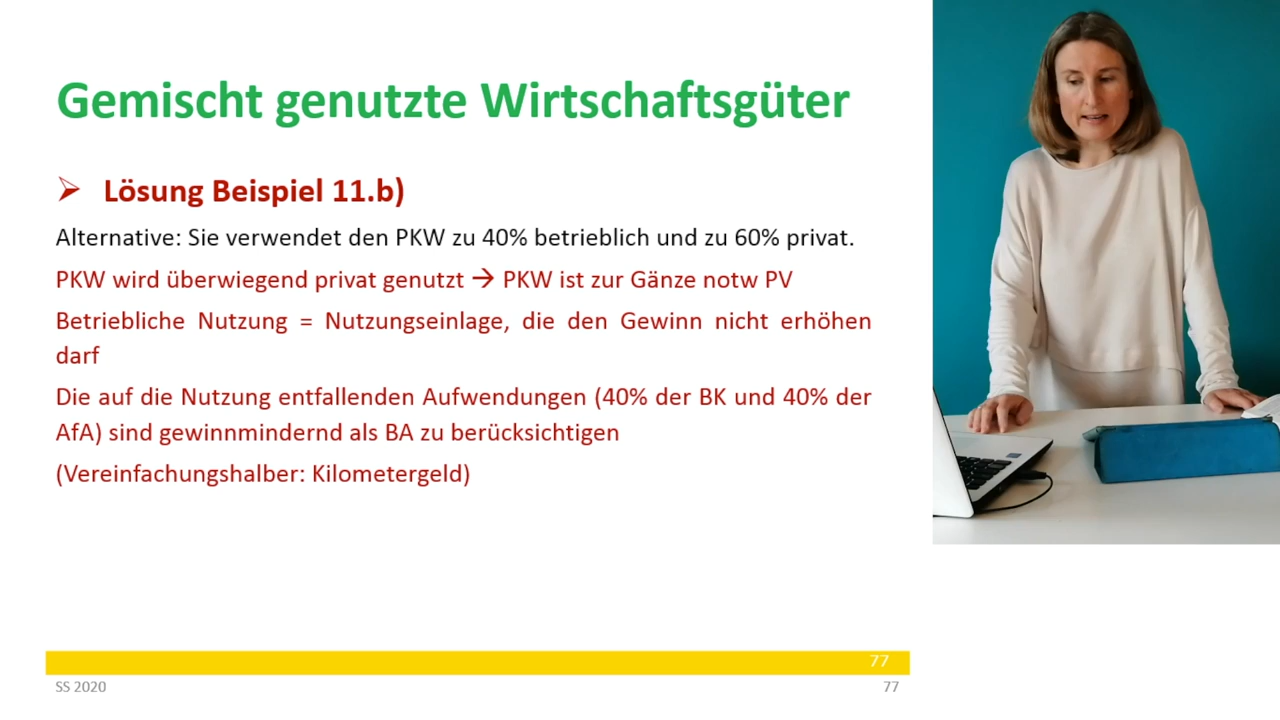 Gemischt genutzte Wirtschaftsgüter
➢ Lösung Beispiel 11.b)
Alternative: Sie verwendet den PKW zu 40% betrieblich und zu 60% privat.
PKW wird überwiegend privat genutzt → PKW ist zur Gänze notw PV
Betriebliche Nutzung = Nutzungseinlage, die den Gewinn nicht erhöhen
darf
Die auf die Nutzung entfallenden Aufwendungen (40% der BK und 40% der
AfA) sind gewinnmindernd als BA zu berücksichtigen
(Vereinfachungshalber: Kilometergeld)
77
SS 2020
77